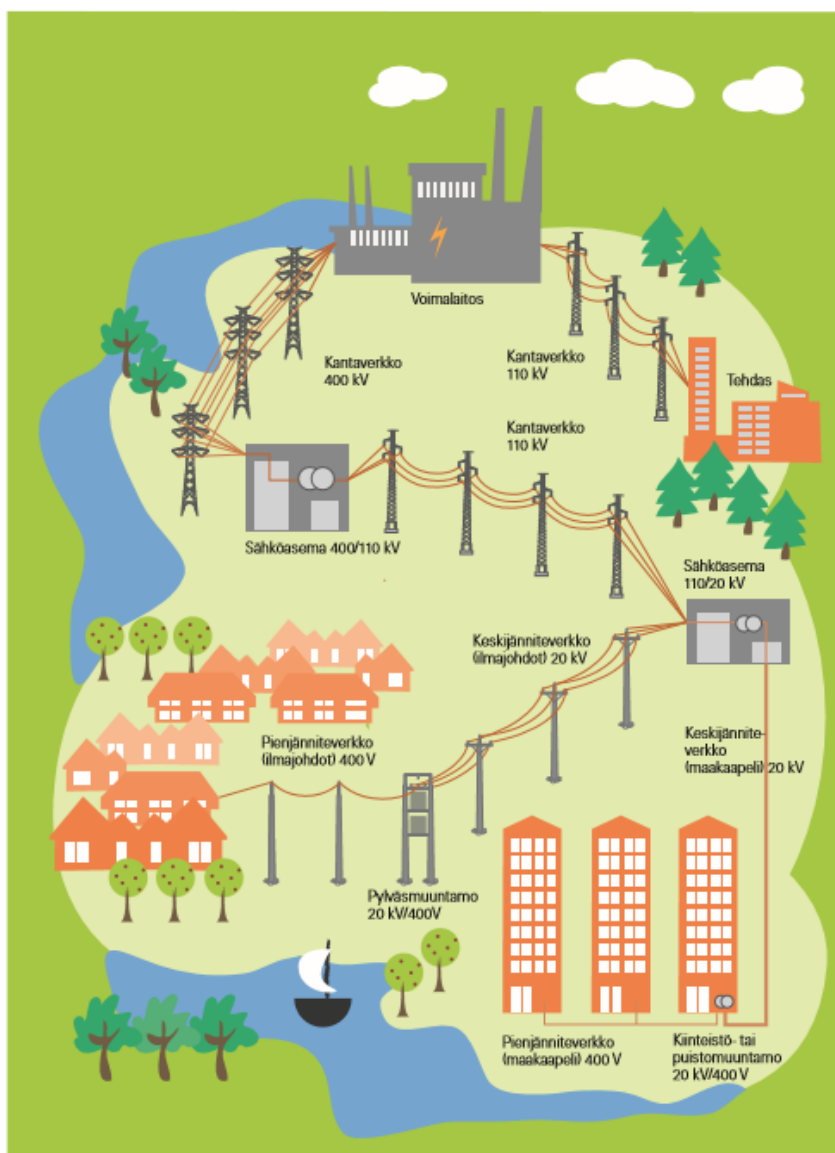 Voimalaitos
Kantaverkko
400 kV
Kantaverkko
110 kV
Tehdas
Kantaverkko
110 kV
Sähköasema 400/110 kV
Sähköasema
110/20 kV
Keskijänniteverkko
(ilmajohdot) 20 kV
Pienjänniteverkko
(ilmajohdot) 400 V
Keskijännite-
verkko
(maakaapeli) 20 kV
Pylväsmuuntamo
20 kV/400V
Pienjänniteverkko
(maakaapeli) 400 V
Kiinteistö- tai
puistomuuntamo
20 kV/400 V